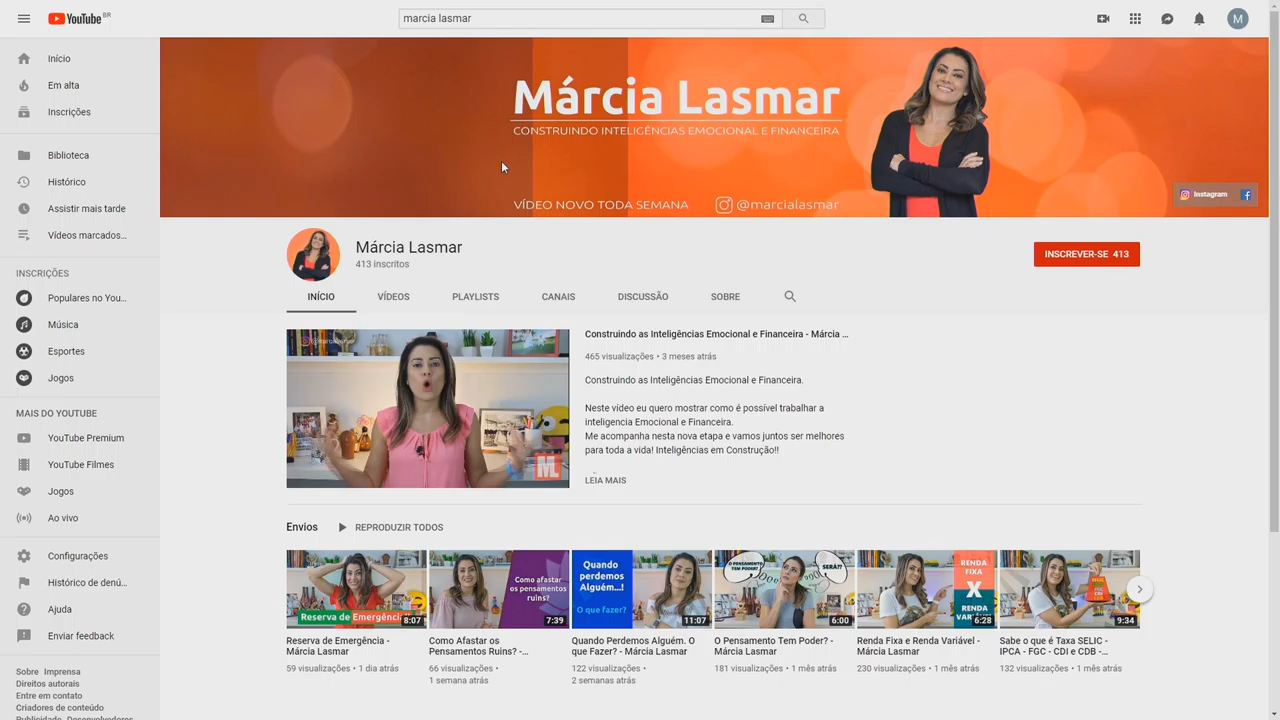 YouTube BR
marcia lasmar
M
Início
Em alta
Inscrições
Biblioteca
Histórico
Assistir mais tarde
Vídeos marcados...
INSCRIÇÕES
Populares no You...
Música
Esportes
Jogos
MAIS DO YOUTUBE
YouTube Premium
YouTube Filmes
Jogos
Ao vivo
Configurações
Histórico de denú...
Ajuda
Enviar feedback
Sobre Imprensa
Direitos autorais
Entre em contato
Criadores de conteúdo
Publicidade Desenvolvedores
Márcia Lasmar
CONSTRUINDO INTELIGÊNCIAS EMOCIONAL E FINANCEIRA
VÍDEO NOVO TODA SEMANA @marcialasmar
Instagram
Márcia Lasmar
413 inscritos
INSCREVER-SE 413
INÍCIO VÍDEOS PLAYLISTS CANAIS DISCUSSÃO SOBRE
@marcialasmar
ML
Construindo as Inteligências Emocional e Financeira - Márcia ...
465 visualizações • 3 meses atrás
Construindo as Inteligências Emocional e Financeira.
Neste vídeo eu quero mostrar como é possível trabalhar a
inteligencia Emocional e Financeira.
Me acompanha nesta nova etapa e vamos juntos ser melhores
para toda a vida! Inteligências em Construção!!
LEIA MAIS
Envios REPRODUZIR TODOS
Reserva de Emergência
8:07
Reserva de Emergência -
Márcia Lasmar
59 visualizações • 1 dia atrás
Como afastar
os pensamentos
ruins?
7:39
Como Afastar os
Pensamentos Ruins? -...
66 visualizações •
1 semana atrás
Quando
perdemos
Alguém...!
O que fazer?
11:07
Quando Perdemos Alguém. O
que Fazer? - Márcia Lasmar
122 visualizações •
2 semanas atrás
O PENSAMENTO
TEM PODER!
SERÁ??
6:00
O Pensamento Tem Poder? -
Márcia Lasmar
181 visualizações • 1 mês atrás
RENDA
FIXA
X
RENDA
VARIÁVEL
6:28
Renda Fixa e Renda Variável -
Márcia Lasmar
230 visualizações • 1 mês atrás
9:34
Sabe o que é Taxa SELIC -
IPCA - FGC - CDI e CDB -...
132 visualizações • 1 mês atrás